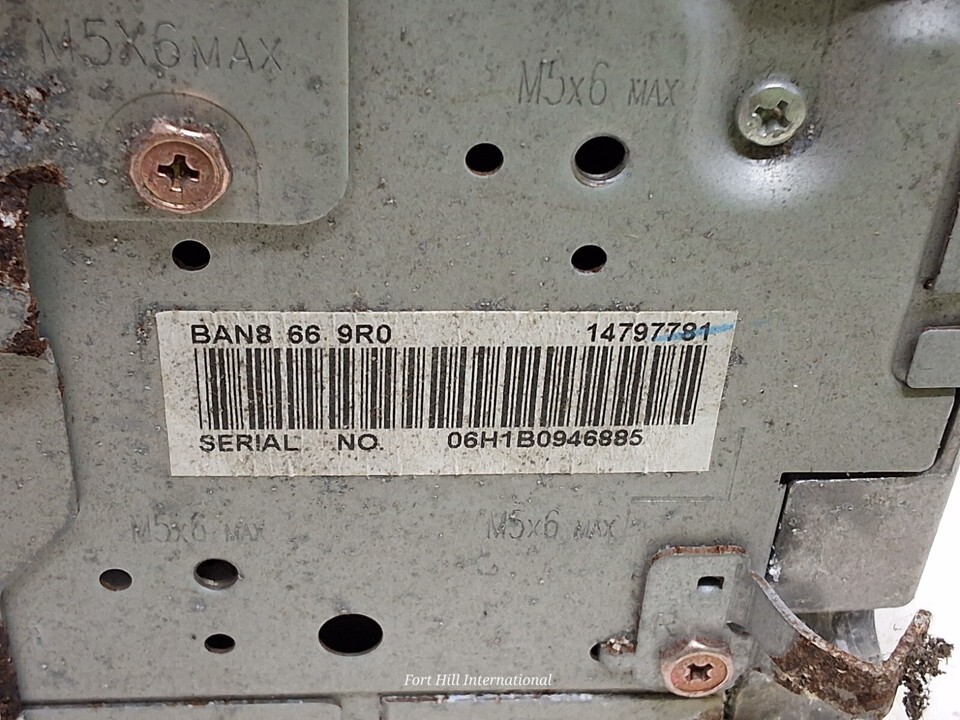 M5X6 MAX
M5x6 MAX
BAN8 66 9R0 14797781
SERIAL NO. 06H1B0946885
M5x6 MAX
M5x6 MAX
Fort Hill International